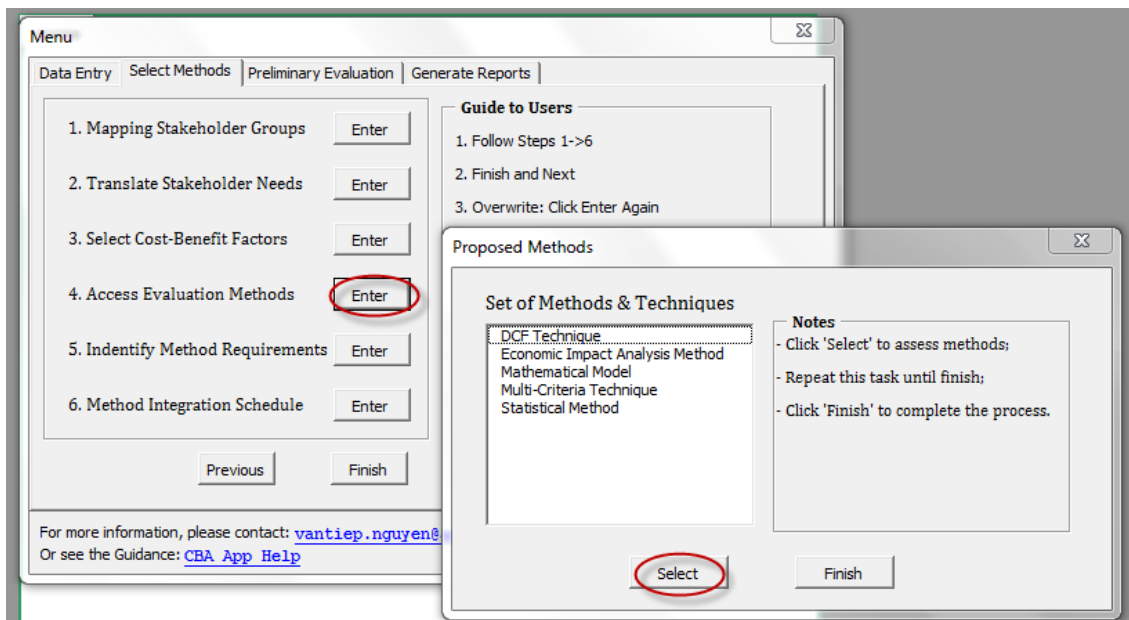 Menu
Data Entry Select Methods Preliminary Evaluation Generate Reports
1. Mapping Stakeholder Groups Enter
2. Translate Stakeholder Needs Enter
3. Select Cost-Benefit Factors Enter
4. Access Evaluation Methods Enter
5. Indentify Method Requirements Enter
6. Method Integration Schedule Enter
Previous Finish
Guide to Users
1. Follow Steps 1->6
2. Finish and Next
3. Overwrite: Click Enter Again
For more information, please contact: vantiep.nguyen@
Or see the Guidance: CBA App Help
Proposed Methods
Set of Methods & Techniques
DCF Technique
Economic Impact Analysis Method
Mathematical Model
Multi-Criteria Technique
Statistical Method
Notes
- Click 'Select' to assess methods;
- Repeat this task until finish;
- Click 'Finish' to complete the process.
Select Finish